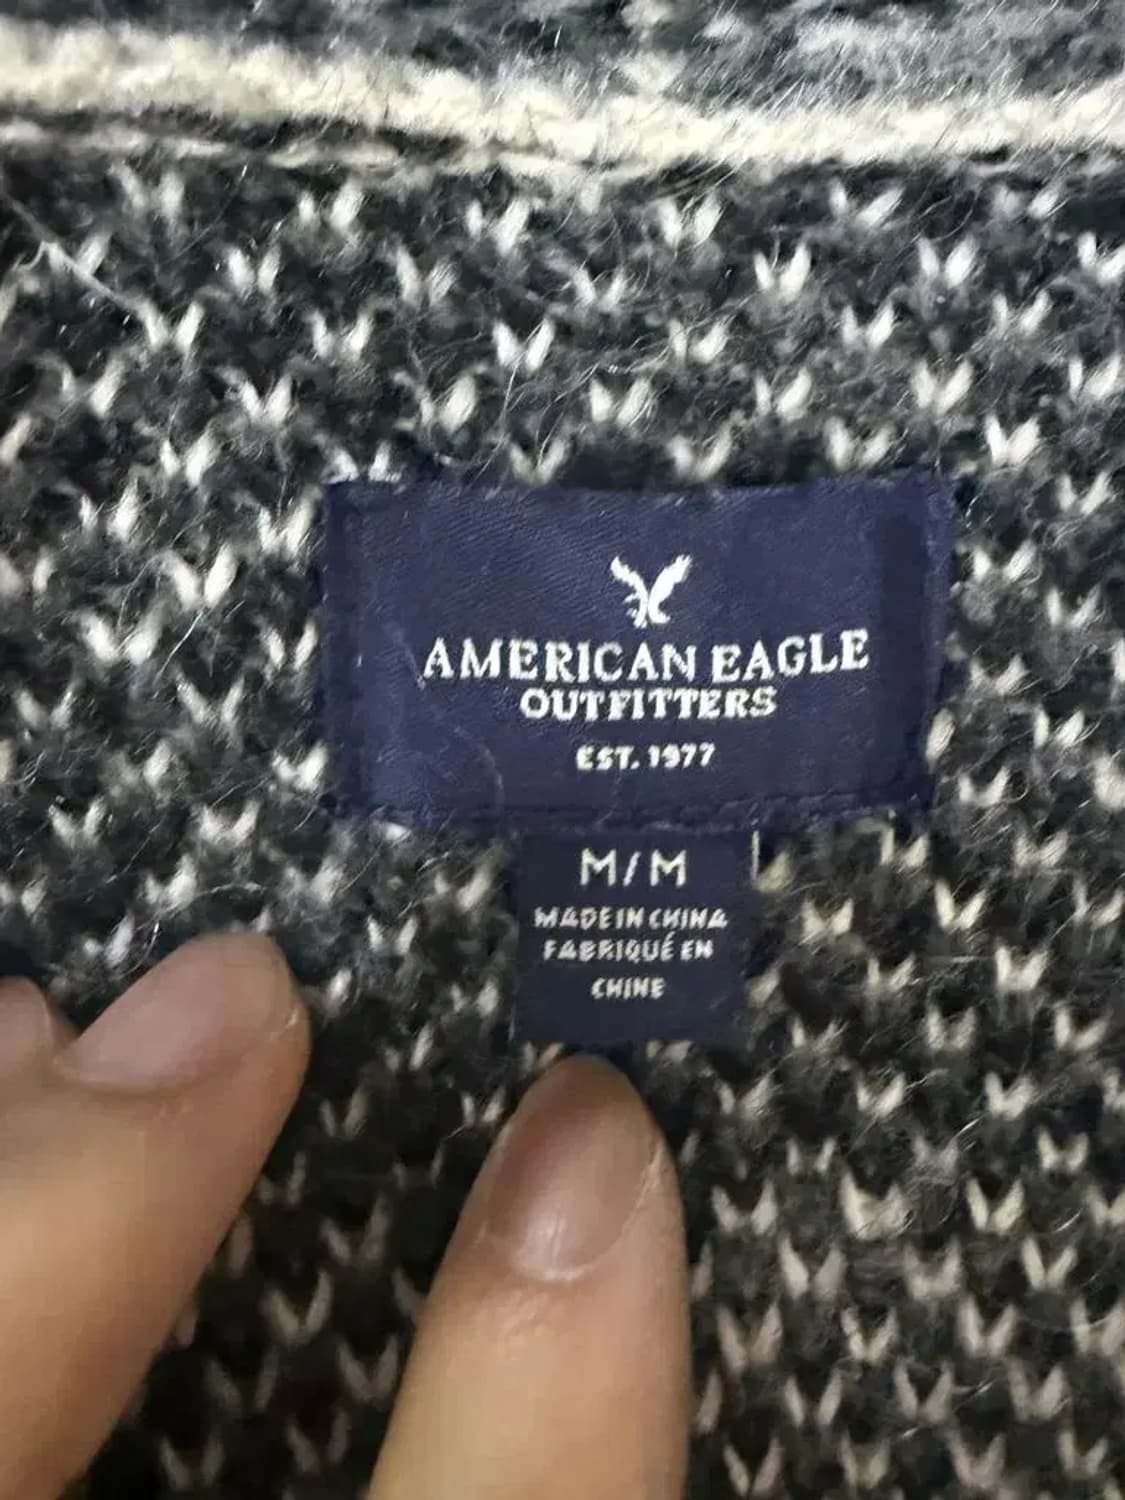 AMERICAN EAGLE
OUTFITTERS
EST. 1977
M/M
MADE IN CHINA
FABRIQUÉ EN
CHINE